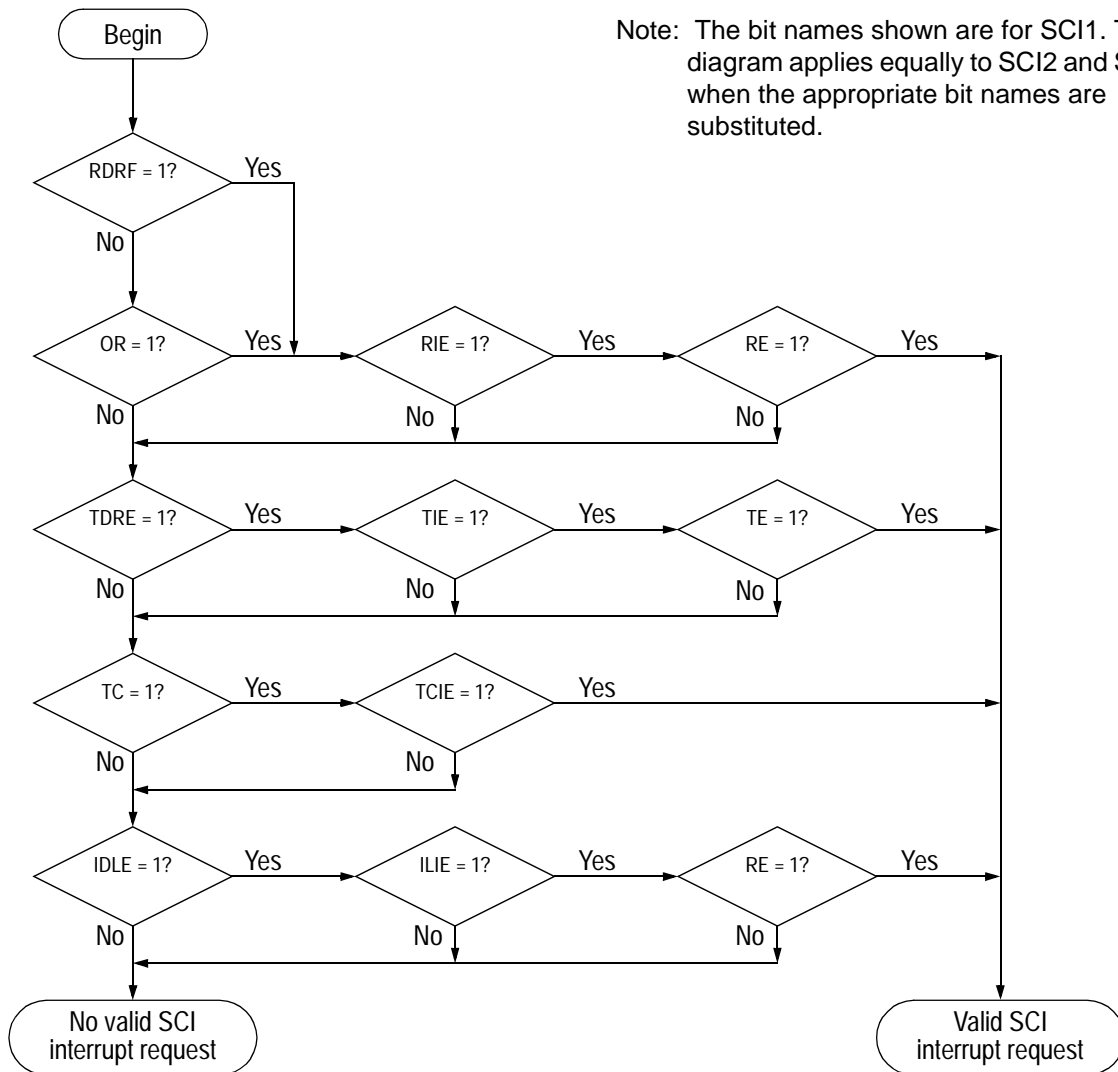 Begin
Note: The bit names shown are for SCI1.
diagram applies equally to SCI2 and
when the appropriate bit names are
substituted.
RDRF = 1?
Yes
No
OR = 1?
Yes
RIE = 1?
Yes
RE = 1?
Yes
No
No
No
TDRE = 1?
Yes
TIE = 1?
Yes
TE = 1?
Yes
No
No
No
TC = 1?
Yes
TCIE = 1?
Yes
No
No
IDLE = 1?
Yes
ILIE = 1?
Yes
RE = 1?
Yes
No
No
No
No valid SCI
interrupt request
Valid SCI
interrupt request